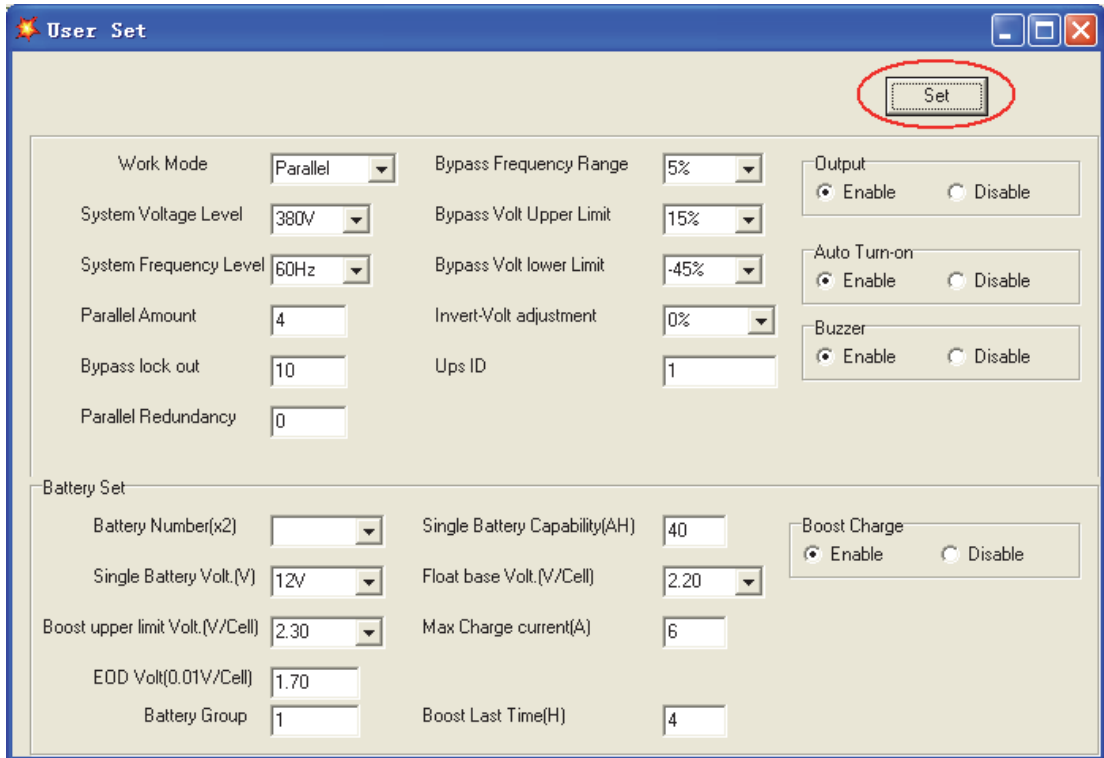 User Set
Set
Work Mode Parallel Bypass Frequency Range 5% Output
Enable Disable
System Voltage Level 380V Bypass Volt Upper Limit 15%
System Frequency Level 60Hz Bypass Volt lower Limit -45% Auto Turn-on
Enable Disable
Parallel Amount 4 Invert-Volt adjustment 0% Buzzer
Enable Disable
Bypass lock out 10 Ups ID 1
Parallel Redundancy 0
Battery Set
Battery Number(x2) Single Battery Capability(AH) 40 Boost Charge
Enable Disable
Single Battery Volt.(V) 12V Float base Volt.(V/Cell) 2.20
Boost upper limit Volt.(V/Cell) 2.30 Max Charge current(A) 6
EOD Volt(0.01V/Cell) 1.70
Battery Group 1 Boost Last Time(H) 4